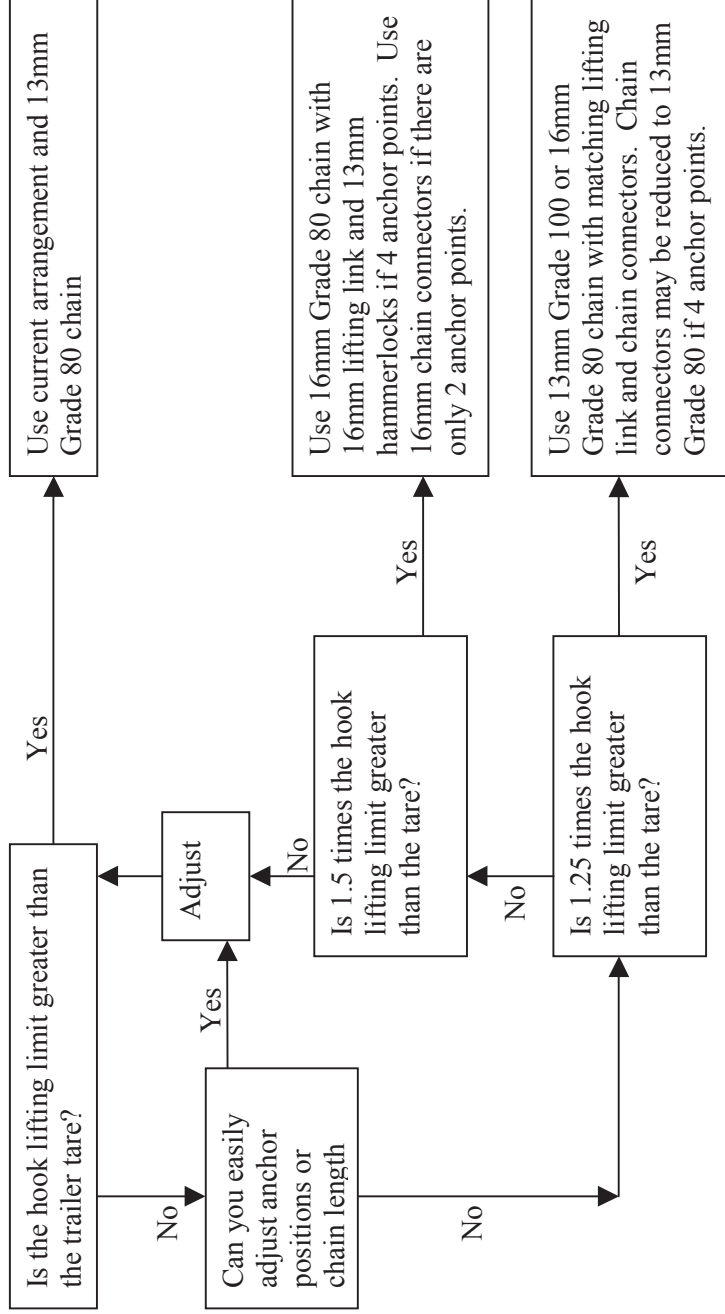 Is the hook lifting limit greater than
the trailer tare?
Yes
Use current arrangement and 13mm
Grade 80 chain
No
Can you easily
adjust anchor
positions or
chain length
Yes
Adjust
No
Is 1.5 times the hook
lifting limit greater
than the tare?
Yes
Use 16mm Grade 80 chain with
16mm lifting link and 13mm
hammerlocks if 4 anchor points.  Use
16mm chain connectors if there are
only 2 anchor points.
No
No
Is 1.25 times the hook
lifting limit greater
than the tare?
Yes
Use 13mm Grade 100 or 16mm
Grade 80 chain with matching lifting
link and chain connectors.  Chain
connectors may be reduced to 13mm
Grade 80 if 4 anchor points.